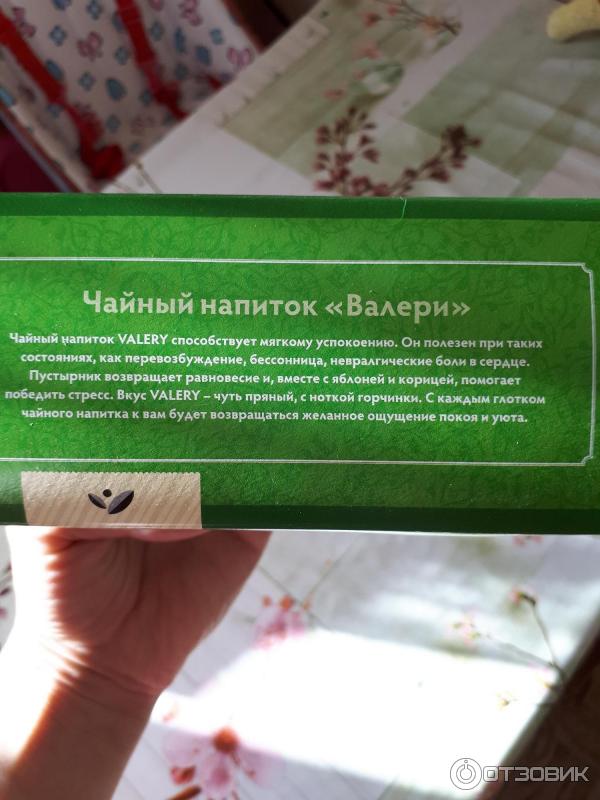 Чайный напиток «Валери»
Чайный напиток VALERY способствует мягкому успокоению. Он полезен при таких
состояниях, как перевозбуждение, бессонница, невралгические боли в сердце.
Пустырник возвращает равновесие и, вместе с яблоней и корицей, помогает
победить стресс. Вкус VALERY – чуть пряный, с ноткой горчинки. С каждым глотком
чайного напитка к вам будет возвращаться желанное ощущение покоя и уюта.
ОТЗОВИК